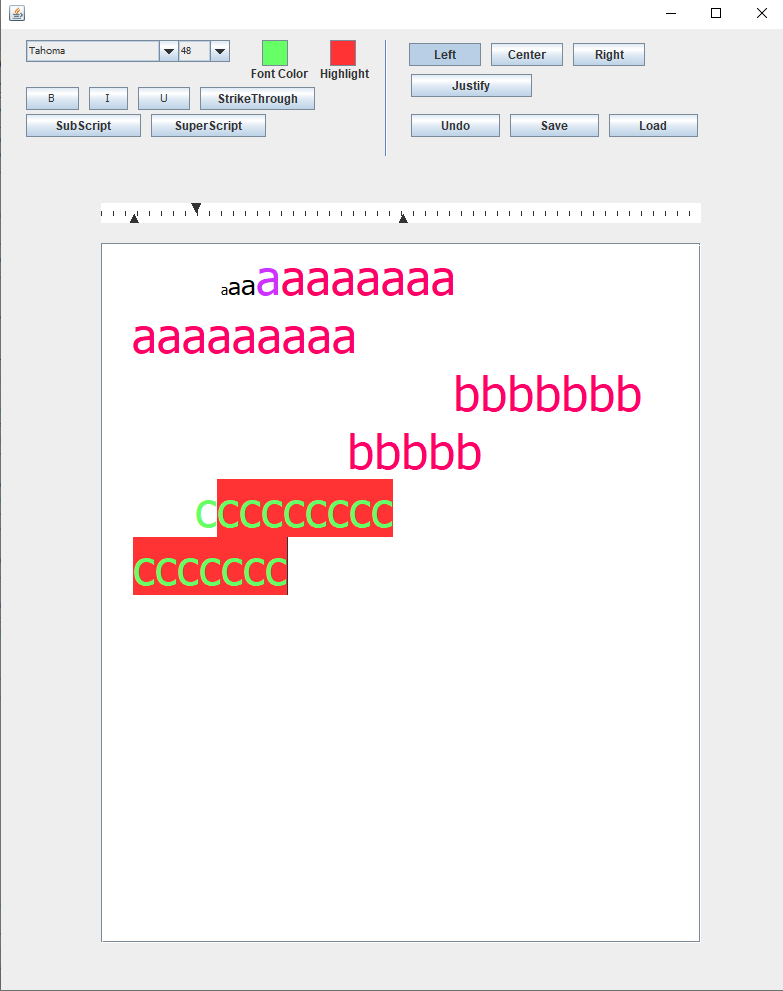 Tahoma
48
Font Color
Highlight
B
I
U
StrikeThrough
SubScript
SuperScript
Left
Center
Right
Justify
Undo
Save
Load
aaaaaaaaaaa
aaaaaaaaa
bbbbbbb
bbbbb
ccccccccc
ccccccc